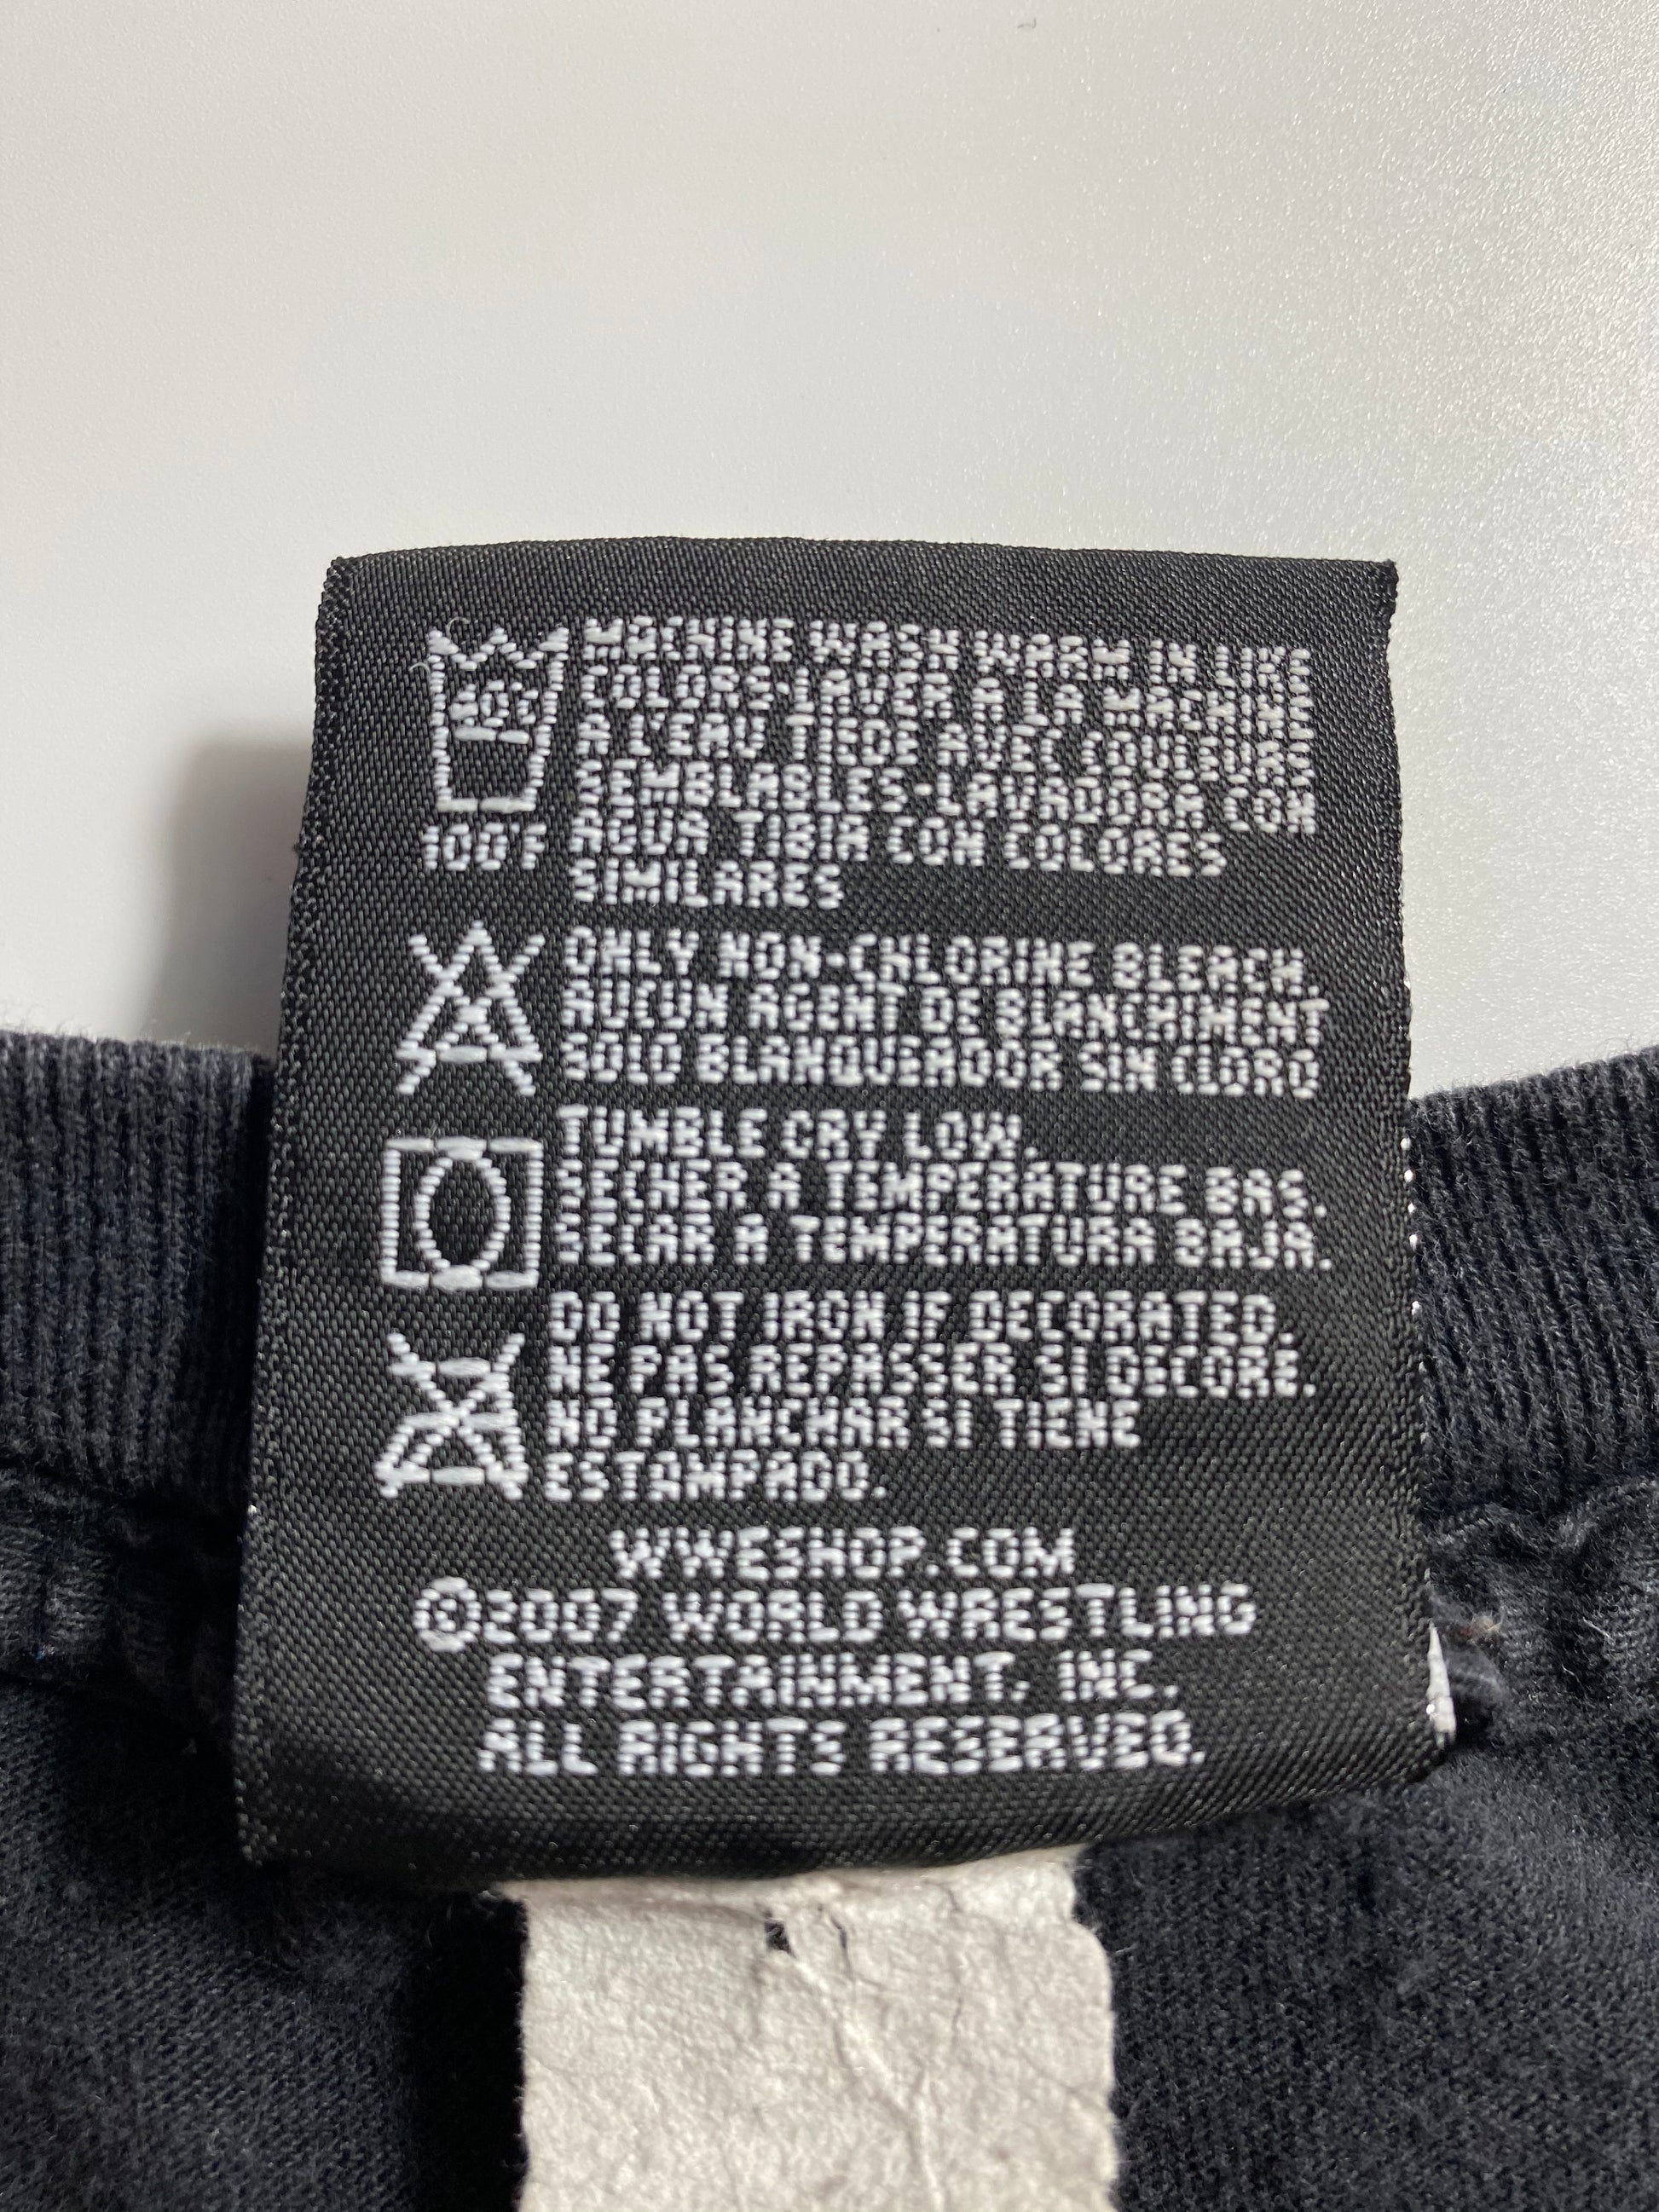 MACHINE WASH WARM IN LIKE
COLORS-LAVER A LA MACHINE
A L'EAU TIEDE AVEC COULEURS
SEMBLABLES-LAVADORA CON
AGUA TIBIA CON COLORES
SIMILARES
40°
100°F
ONLY NON-CHLORINE BLEACH.
AUCUN AGENT DE BLANCHIMENT
SOLO BLANQUEADOR SIN CLORO
TUMBLE DRY LOW.
SECHER A TEMPERATURE BAS.
SECAR A TEMPERATURA BAJA.
DO NOT IRON IF DECORATED.
NE PAS REPASSER SI DECORE.
NO PLANCHAR SI TIENE
ESTAMPADO.
WWESHOP.COM
©2007 WORLD WRESTLING
ENTERTAINMENT, INC.
ALL RIGHTS RESERVED.